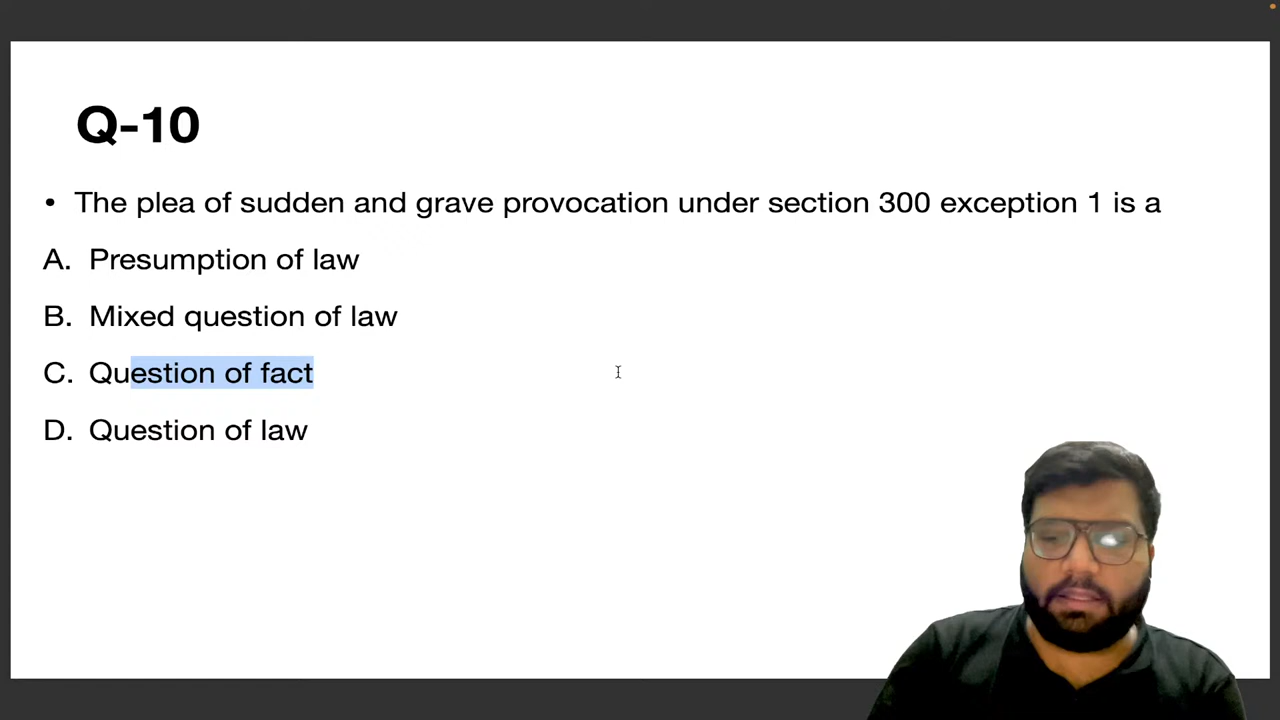 Q-10
• The plea of sudden and grave provocation under section 300 exception 1 is a
A. Presumption of law
B. Mixed question of law
C. Question of fact
D. Question of law